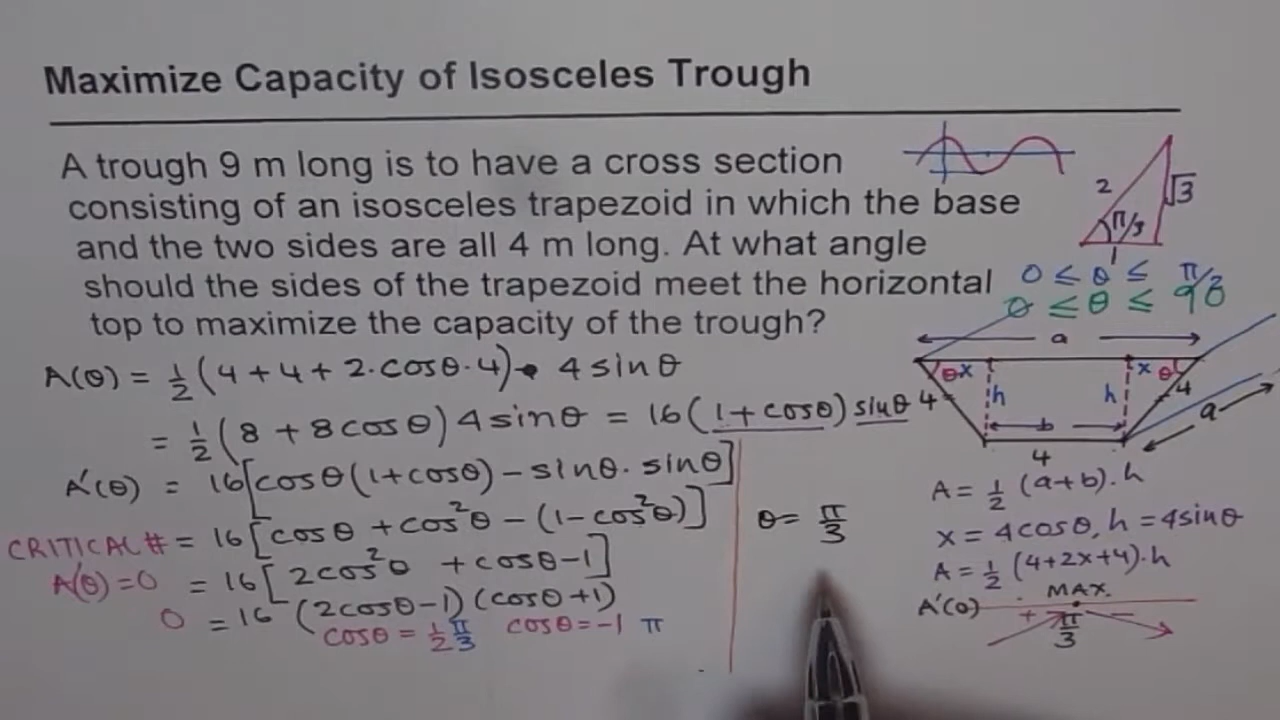 Maximize Capacity of Isosceles Trough
A trough 9 m long is to have a cross section
consisting of an isosceles trapezoid in which the base
and the two sides are all 4 m long. At what angle
should the sides of the trapezoid meet the horizontal
top to maximize the capacity of the trough?
A(θ) = 1/2 (4+4+2·cosθ·4)· 4 sinθ
= 1/2 (8 + 8cosθ) 4 sinθ = 16 (1+cosθ) sinθ
A'(θ) = 16[cosθ(1+cosθ) – sinθ· sinθ]
CRITICAL # = 16[cosθ + cos²θ – (1–cos²θ)]
A'(θ)=0 = 16[2cos²θ + cosθ–1]
0 = 16 (2cosθ–1)(cosθ+1)
cosθ = 1/2 π/3 cosθ = –1 π
θ = π/3
2 √3
π/3
1
0 ≤ θ ≤ π/2
0 ≤ θ ≤ 90
a
θ x x θ
4 h h 4
b a
4
A = 1/2 (a+b)·h
x = 4cosθ, h = 4sinθ
A = 1/2 (4+2x+4)·h
MAX.
A'(θ) + –
π/3